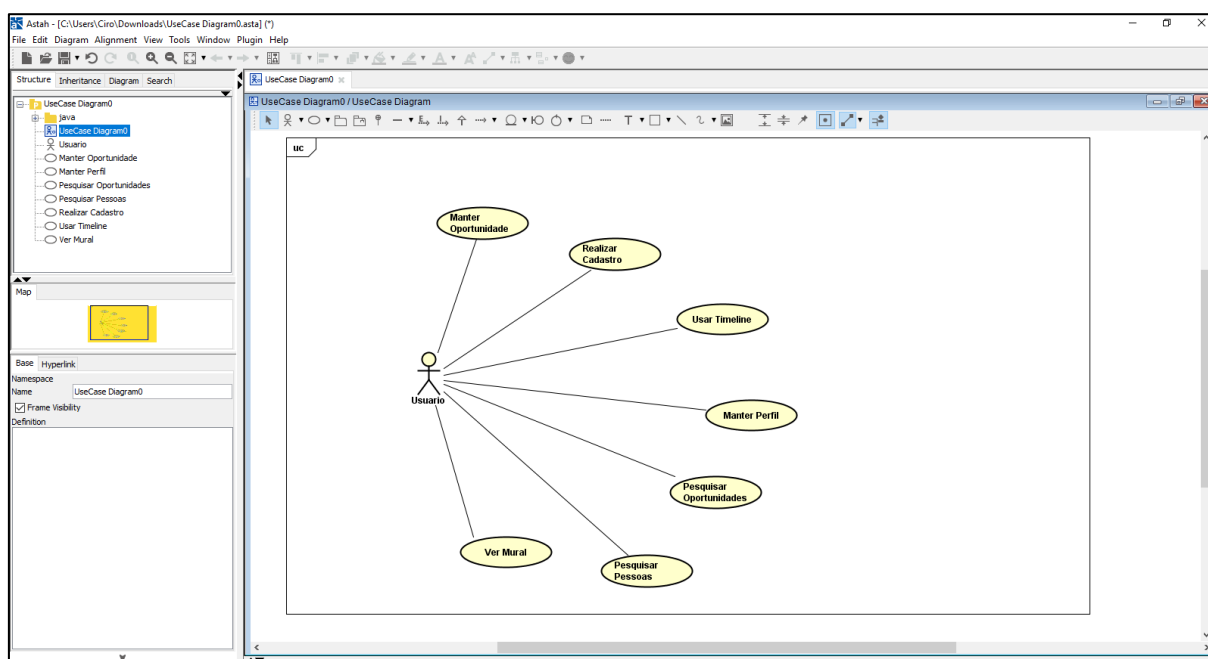 Astah - [C:\Users\Ciro\Downloads\UseCase Diagram0.asta] (*)
File Edit Diagram Alignment View Tools Window Plugin Help
Structure Inheritance Diagram Search
UseCase Diagram0
Java
UseCase Diagram0
Usuario
Manter Oportunidade
Manter Perfil
Pesquisar Oportunidades
Pesquisar Pessoas
Realizar Cadastro
Usar Timeline
Ver Mural
Map
Base Hyperlink
Namespace
Name UseCase Diagram0
Frame Visibility
Definition
UseCase Diagram0
UseCase Diagram0 / UseCase Diagram
T
uc
Manter
Oportunidade
Realizar
Cadastro
Usar Timeline
Usuario
Manter Perfil
Pesquisar
Oportunidades
Ver Mural
Pesquisar
Pessoas